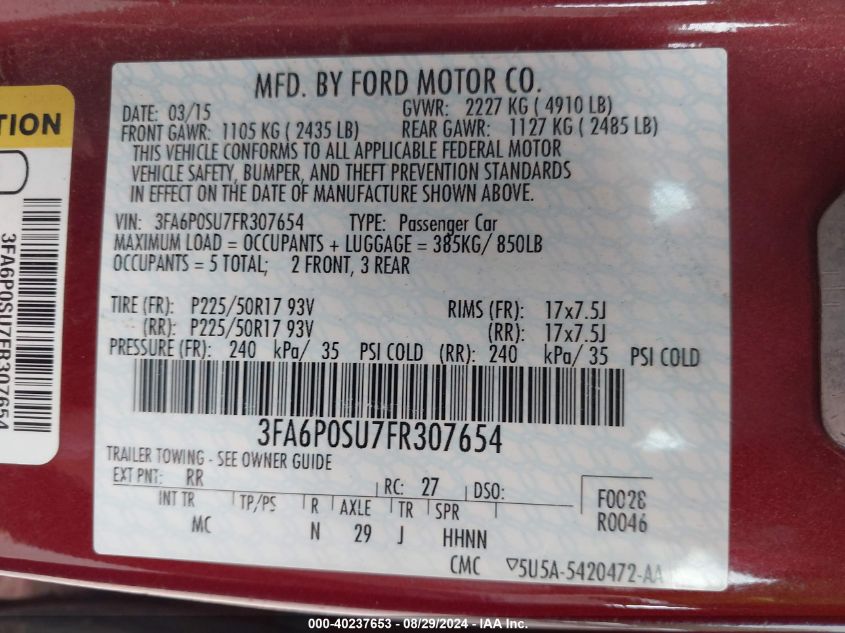 MFD. BY FORD MOTOR CO.
DATE: 03/15 GVWR: 2227 KG ( 4910 LB)
FRONT GAWR: 1105 KG ( 2435 LB) REAR GAWR: 1127 KG ( 2485 LB)
THIS VEHICLE CONFORMS TO ALL APPLICABLE FEDERAL MOTOR
VEHICLE SAFETY, BUMPER, AND THEFT PREVENTION STANDARDS
IN EFFECT ON THE DATE OF MANUFACTURE SHOWN ABOVE.
VIN: 3FA6P0SU7FR307654 TYPE: Passenger Car
MAXIMUM LOAD = OCCUPANTS + LUGGAGE = 385KG/ 850LB
OCCUPANTS = 5 TOTAL; 2 FRONT, 3 REAR
TIRE (FR): P225/50R17 93V RIMS (FR): 17x7.5J
(RR): P225/50R17 93V (RR): 17x7.5J
PRESSURE (FR): 240 kPa/ 35 PSI COLD (RR): 240 kPa/ 35 PSI COLD
3FA6P0SU7FR307654
TRAILER TOWING - SEE OWNER GUIDE
EXT PNT: RR RC: 27 DSO:
INT TR TP/PS R AXLE TR SPR
MC N 29 J HHNN
F0028
R0046
CMC ▽5U5A-5420472-AA
TION
3FA6P0SU7FR307654
000-40237653 - 08/29/2024 - IAA Inc.